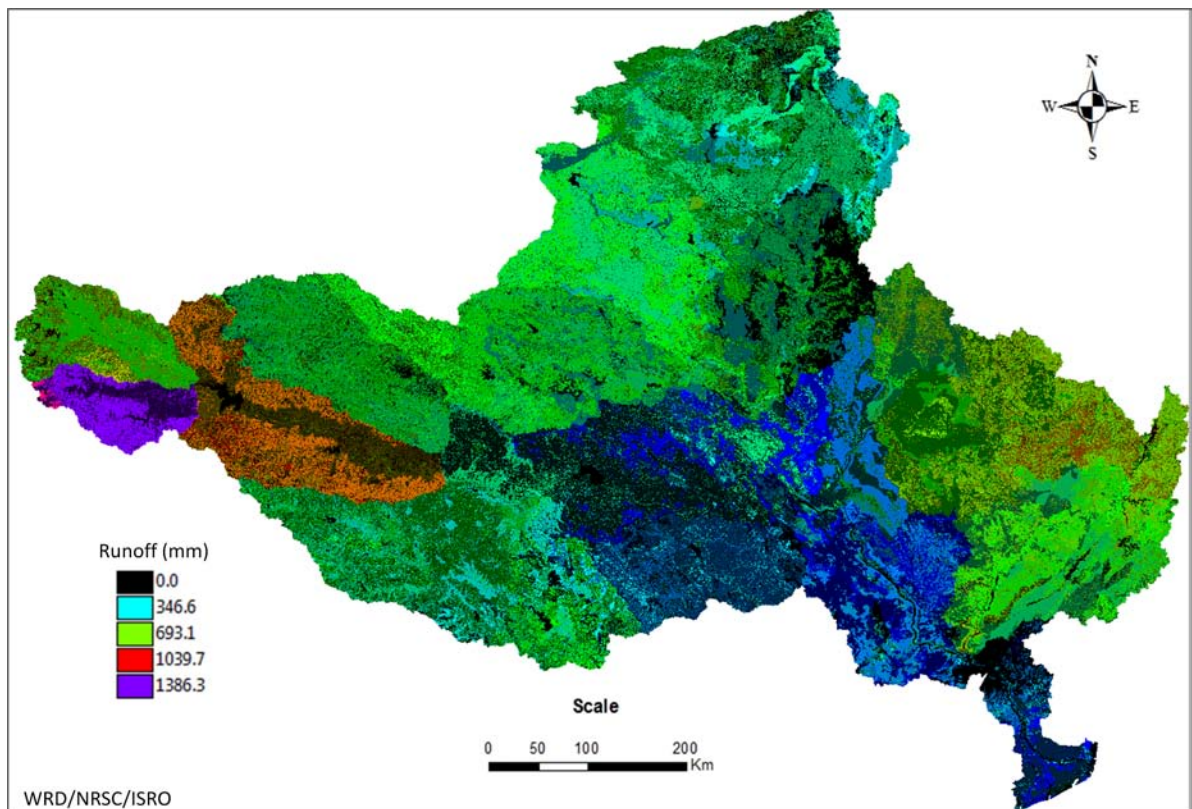 N
W E
S
Runoff (mm)
0.0
346.6
693.1
1039.7
1386.3
Scale
0 50 100 200
Km
WRD/NRSC/ISRO